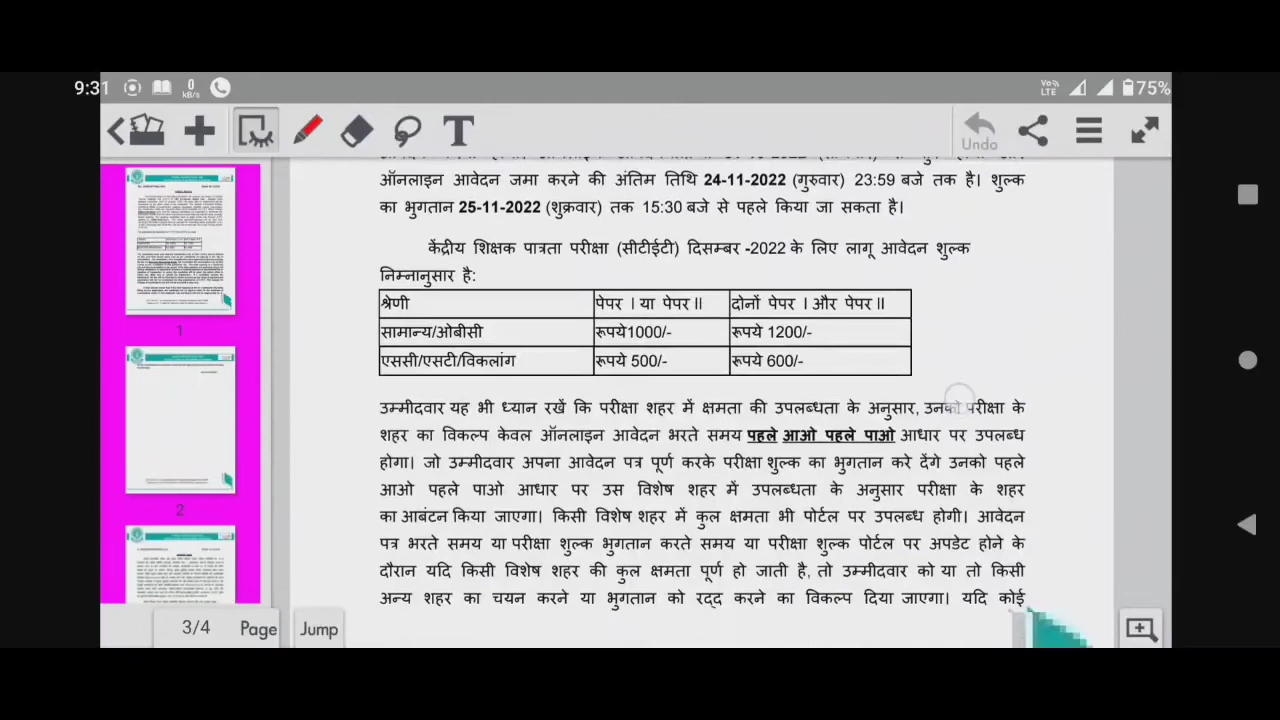 9:31
0
kB/s
Vo
LTE
75%
Undo
ऑनलाइन आवेदन जमा करने की अंतिम तिथि 24-11-2022 (गुरुवार) 23:59 बजे तक है। शुल्क
का भुगतान 25-11-2022 (शुक्रवार) 15:30 बजे से पहले किया जा सकता है।
केंद्रीय शिक्षक पात्रता परीक्षा (सीटीईटी) दिसम्बर -2022 के लिए लागू आवेदन शुल्क
निम्नानुसार है:
श्रेणी पेपर I या पेपर II दोनों पेपर I और पेपर II
सामान्य/ओबीसी रूपये1000/- रूपये 1200/-
एससी/एसटी/विकलांग रूपये 500/- रूपये 600/-
उम्मीदवार यह भी ध्यान रखें कि परीक्षा शहर में क्षमता की उपलब्धता के अनुसार, उनको परीक्षा के
शहर का विकल्प केवल ऑनलाइन आवेदन भरते समय पहले आओ पहले पाओ आधार पर उपलब्ध
होगा। जो उम्मीदवार अपना आवेदन पत्र पूर्ण करके परीक्षा शुल्क का भुगतान करे देंगे उनको पहले
आओ पहले पाओ आधार पर उस विशेष शहर में उपलब्धता के अनुसार परीक्षा के शहर
का आबंटन किया जाएगा। किसी विशेष शहर में कुल क्षमता भी पोर्टल पर उपलब्ध होगी। आवेदन
पत्र भरते समय या परीक्षा शुल्क भुगतान करते समय या परीक्षा शुल्क पोर्टल पर अपडेट होने के
दौरान यदि किसी विशेष शहर में कुल क्षमता पूर्ण हो जाती है, तो उम्मीदवार को या तो किसी
अन्य शहर का चयन करने या भुगतान को रद्द करने का विकल्प दिया जाएगा। यदि कोई
1
2
3/4 Page Jump